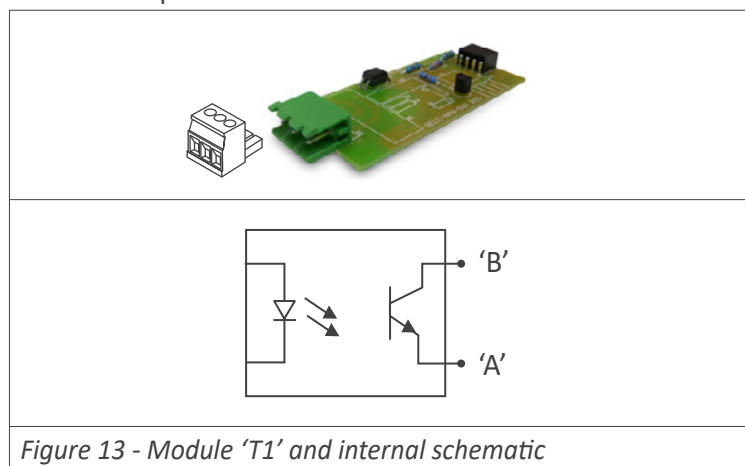 'B'
'A'
Figure 13 - Module 'T1' and internal schematic